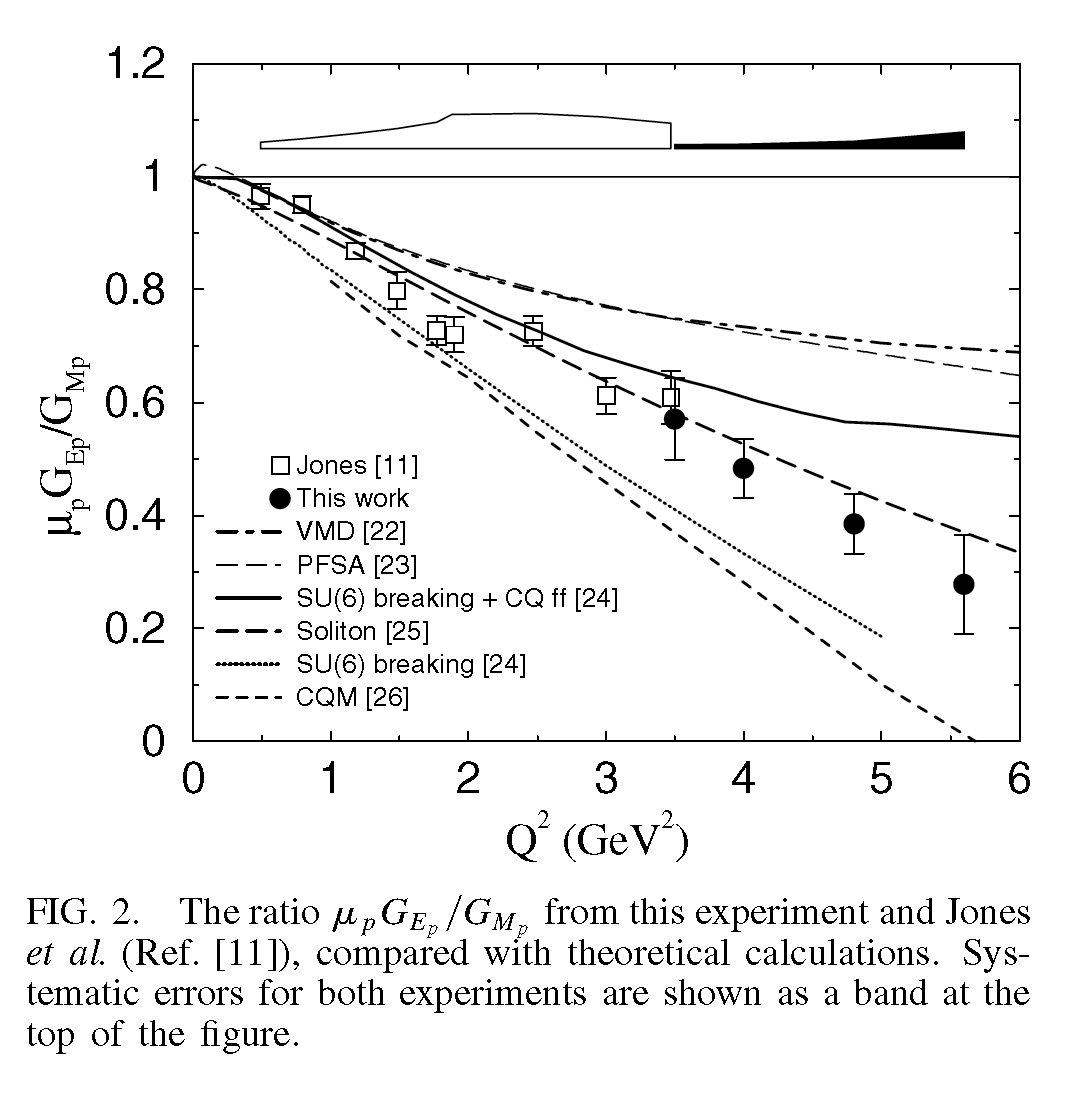 1.2
1
0.8
0.6
0.4
0.2
0
μpGEp/GMp
Jones [11]
This work
VMD [22]
PFSA [23]
SU(6) breaking + CQ ff [24]
Soliton [25]
SU(6) breaking [24]
CQM [26]
0 1 2 3 4 5 6
Q² (GeV²)
FIG. 2. The ratio μpGEp/GMp from this experiment and Jones
et al. (Ref. [11]), compared with theoretical calculations. Sys-
tematic errors for both experiments are shown as a band at the
top of the figure.